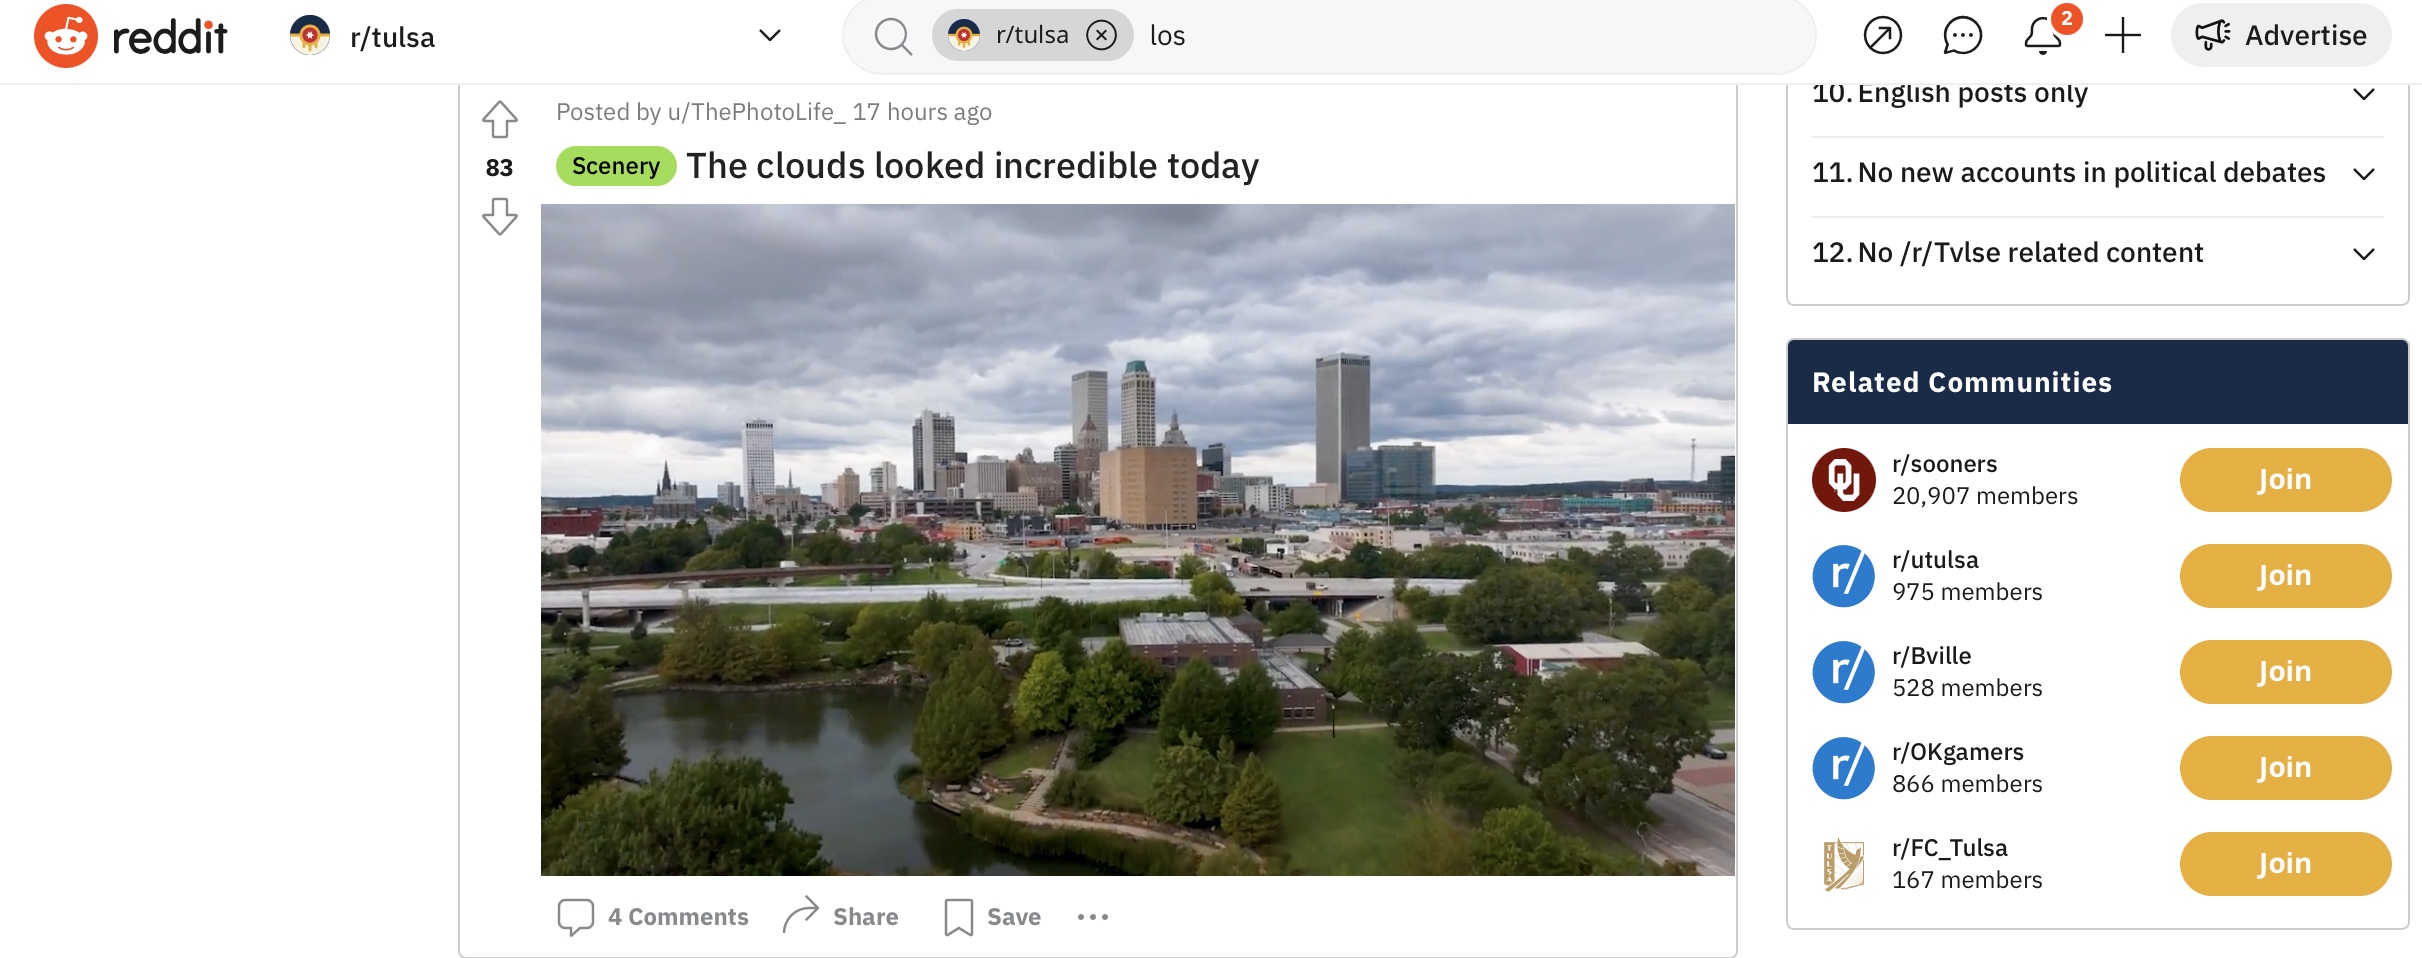 reddit
r/tulsa
r/tulsa los
2
Advertise
Posted by u/ThePhotoLife_ 17 hours ago
83
Scenery The clouds looked incredible today
4 Comments Share Save
10. English posts only
11. No new accounts in political debates
12. No /r/Tvlse related content
Related Communities
OU
r/sooners
20,907 members
Join
r/
r/utulsa
975 members
Join
r/
r/Bville
528 members
Join
r/
r/OKgamers
866 members
Join
TULSA
r/FC_Tulsa
167 members
Join